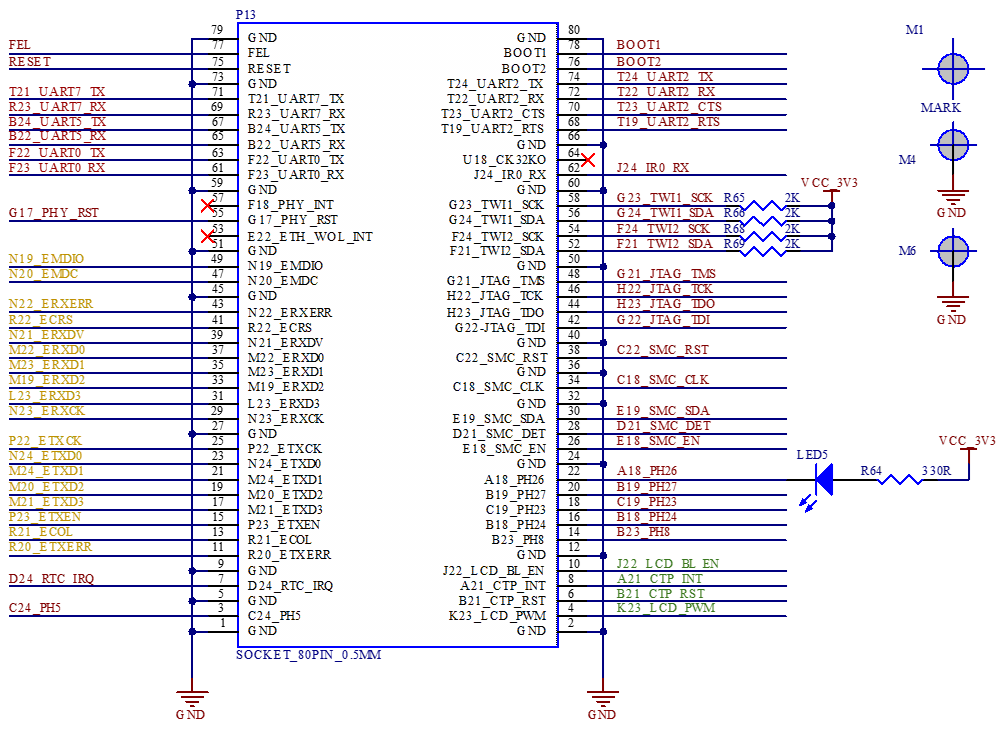 P13
79 GND GND 80
FEL 77 FEL BOOT1 78 BOOT1
RESET 75 RESET BOOT2 76 BOOT2
73 GND T24_UART2_TX 74 T24_UART2_TX
T21_UART7_TX 71 T21_UART7_TX T22_UART2_RX 72 T22_UART2_RX
R23_UART7_RX 69 R23_UART7_RX T23_UART2_CTS 70 T23_UART2_CTS
B24_UART5_TX 67 B24_UART5_TX T19_UART2_RTS 68 T19_UART2_RTS
B22_UART5_RX 65 B22_UART5_RX GND 66
F22_UART0_TX 63 F22_UART0_TX U18_CK32KO 64
F23_UART0_RX 61 F23_UART0_RX J24_IR0_RX 62 J24_IR0_RX
59 GND GND 60
57 F18_PHY_INT G23_TWI1_SCK 58 G23_TWI1_SCK R65 2K
G17_PHY_RST 55 G17_PHY_RST G24_TWI1_SDA 56 G24_TWI1_SDA R66 2K
53 E22_ETH_WOL_INT F24_TWI2_SCK 54 F24_TWI2_SCK R68 2K
51 GND F21_TWI2_SDA 52 F21_TWI2_SDA R69 2K
VCC_3V3
N19_EMDIO 49 N19_EMDIO GND 50
N20_EMDC 47 N20_EMDC G21_JTAG_TMS 48 G21_JTAG_TMS
45 GND H22_JTAG_TCK 46 H22_JTAG_TCK
N22_ERXERR 43 N22_ERXERR H23_JTAG_TDO 44 H23_JTAG_TDO
R22_ECRS 41 R22_ECRS G22-JTAG_TDI 42 G22_JTAG_TDI
N21_ERXDV 39 N21_ERXDV GND 40
M22_ERXD0 37 M22_ERXD0 C22_SMC_RST 38 C22_SMC_RST
M23_ERXD1 35 M23_ERXD1 GND 36
M19_ERXD2 33 M19_ERXD2 C18_SMC_CLK 34 C18_SMC_CLK
L23_ERXD3 31 L23_ERXD3 GND 32
N23_ERXCK 29 N23_ERXCK E19_SMC_SDA 30 E19_SMC_SDA
27 GND D21_SMC_DET 28 D21_SMC_DET
P22_ETXCK 25 P22_ETXCK E18_SMC_EN 26 E18_SMC_EN
N24_ETXD0 23 N24_ETXD0 GND 24
M24_ETXD1 21 M24_ETXD1 A18_PH26 22 A18_PH26
M20_ETXD2 19 M20_ETXD2 B19_PH27 20 B19_PH27
M21_ETXD3 17 M21_ETXD3 C19_PH23 18 C19_PH23
P23_ETXEN 15 P23_ETXEN B18_PH24 16 B18_PH24
R21_ECOL 13 R21_ECOL B23_PH8 14 B23_PH8
R20_ETXERR 11 R20_ETXERR GND 12
9 GND J22_LCD_BL_EN 10 J22_LCD_BL_EN
D24_RTC_IRQ 7 D24_RTC_IRQ A21_CTP_INT 8 A21_CTP_INT
5 GND B21_CTP_RST 6 B21_CTP_RST
C24_PH5 3 C24_PH5 K23_LCD_PWM 4 K23_LCD_PWM
1 GND GND 2
SOCKET_80PIN_0.5MM
GND GND
M1
MARK
M4
GND
M6
GND
VCC_3V3
LED5 R64 330R